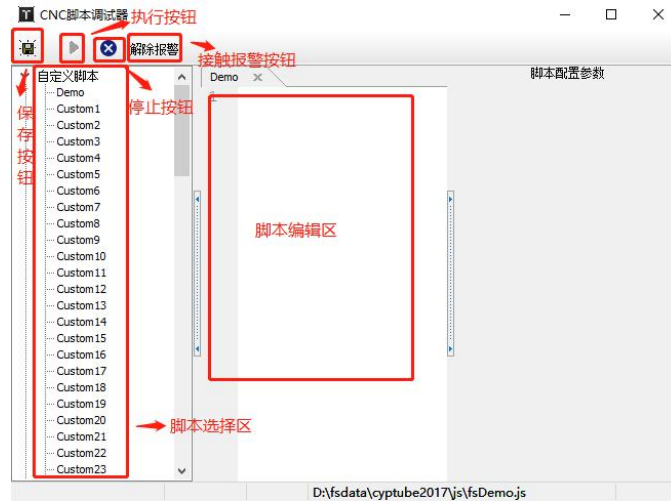 CNC脚本调试器
执行按钮
解除报警
接触报警按钮
自定义脚本
Demo
Custom1
Custom2
Custom3
Custom4
Custom5
Custom6
Custom7
Custom8
Custom9
Custom10
Custom11
Custom12
Custom13
Custom14
Custom15
Custom16
Custom17
Custom18
Custom19
Custom20
Custom21
Custom22
Custom23
保存按钮
停止按钮
脚本选择区
Demo
1
脚本编辑区
脚本配置参数
D:\fsdata\cyptube2017\js\fsDemo.js